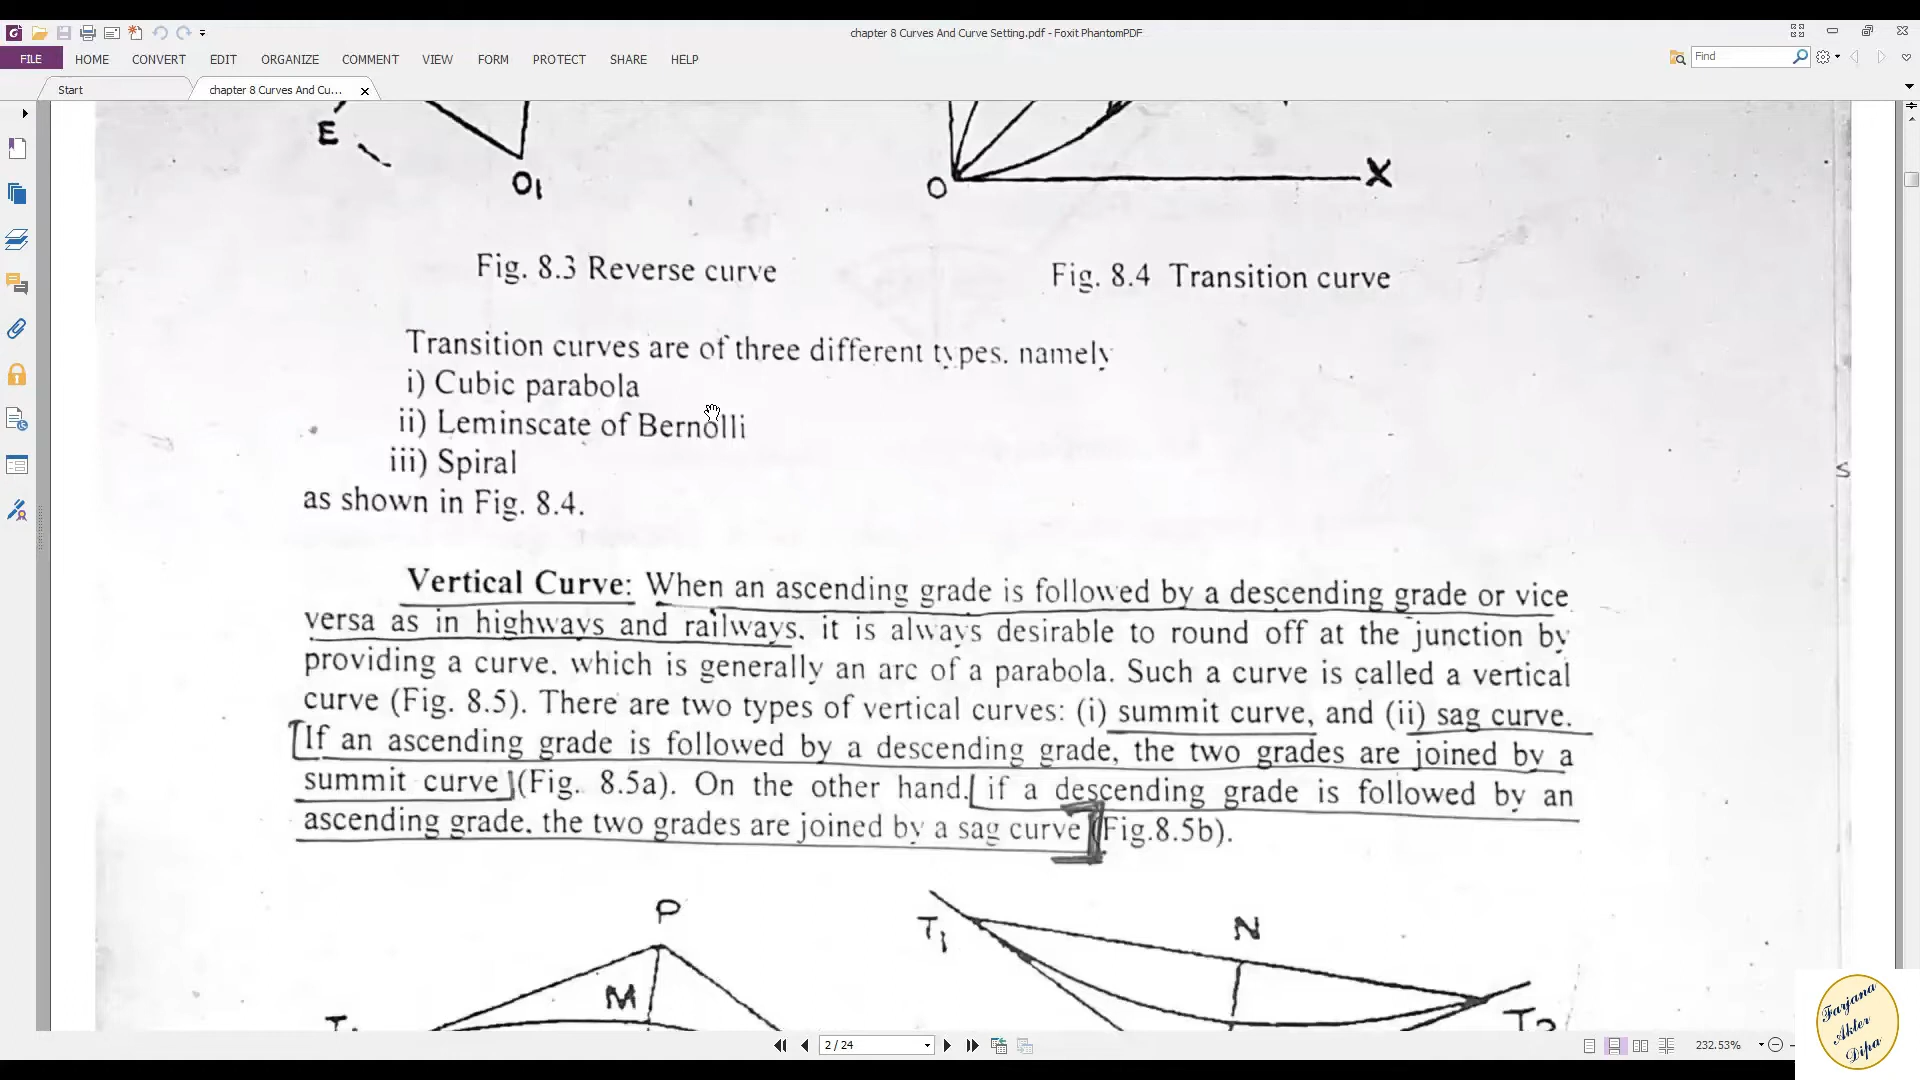 chapter 8 Curves And Curve Setting.pdf - Foxit PhantomPDF
FILE HOME CONVERT EDIT ORGANIZE COMMENT VIEW FORM PROTECT SHARE HELP
Find
Start chapter 8 Curves And Cu...
E
O1
O
X
Fig. 8.3 Reverse curve
Fig. 8.4 Transition curve
Transition curves are of three different types. namely
i) Cubic parabola
ii) Leminscate of Bernolli
iii) Spiral
as shown in Fig. 8.4.
S
Vertical Curve: When an ascending grade is followed by a descending grade or vice
versa as in highways and railways. it is always desirable to round off at the junction by
providing a curve. which is generally an arc of a parabola. Such a curve is called a vertical
curve (Fig. 8.5). There are two types of vertical curves: (i) summit curve, and (ii) sag curve.
[If an ascending grade is followed by a descending grade, the two grades are joined by a
summit curve](Fig. 8.5a). On the other hand.[if a descending grade is followed by an
ascending grade. the two grades are joined by a sag curve](Fig.8.5b).
P
M
T1
N
T2
2 / 24
232.53%
Farjana
Akter
Dipa